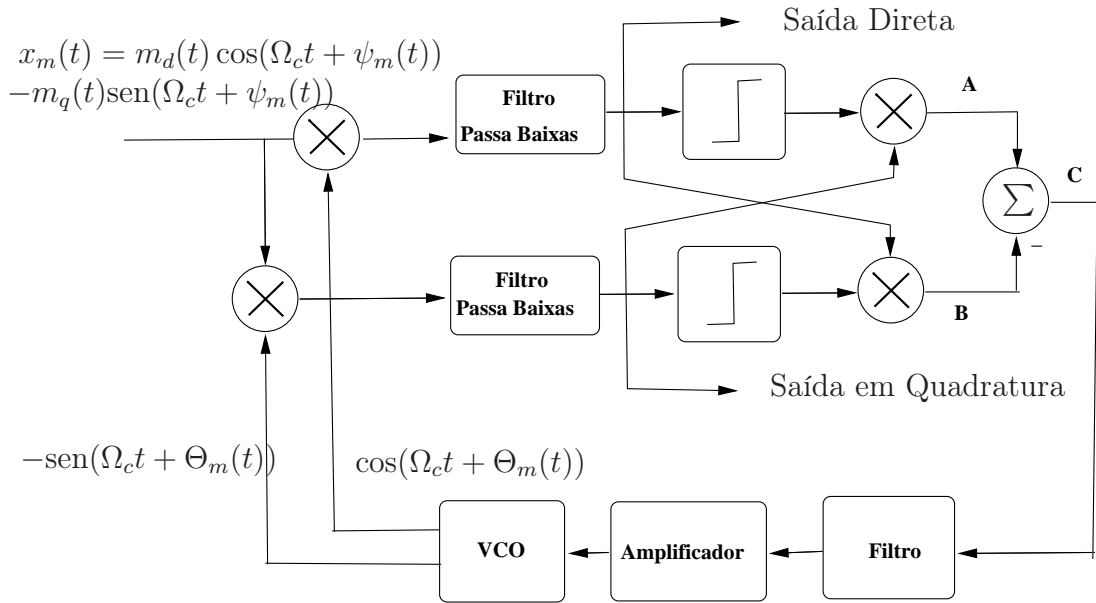 Saída Direta
x_m(t) = m_d(t) cos(Ω_c t + ψ_m(t))
−m_q(t)sen(Ω_c t + ψ_m(t))
Filtro
Passa Baixas
A
C
Σ
−
Filtro
Passa Baixas
B
Saída em Quadratura
−sen(Ω_c t + Θ_m(t))
cos(Ω_c t + Θ_m(t))
VCO
Amplificador
Filtro